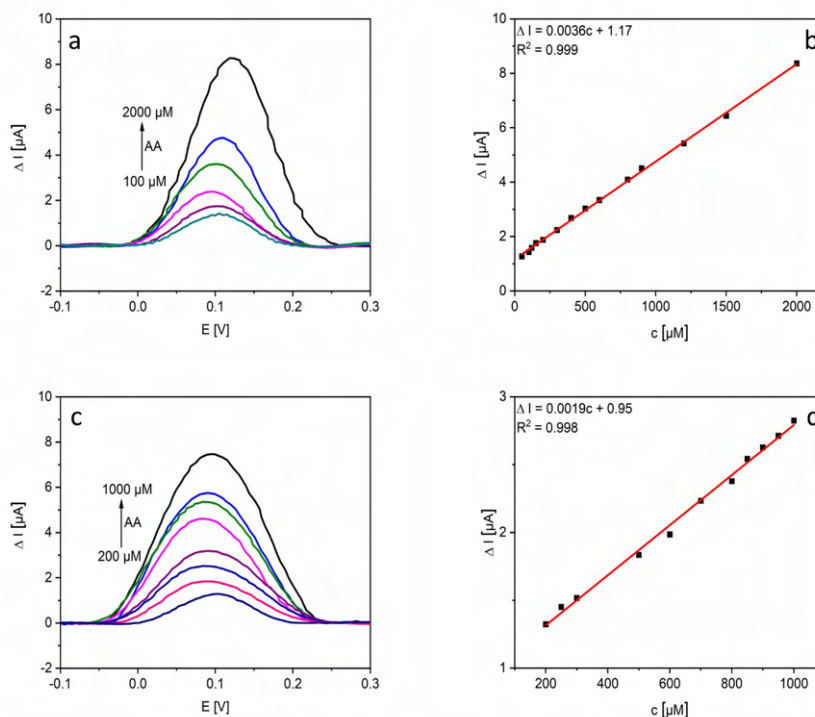 a
10
8
6
4
2
0
-2
Δ I [µA]
2000 µM
AA
100 µM
-0.1
0.0
0.1
0.2
0.3
E [V]
b
Δ I = 0.0036c + 1.17
R² = 0.999
10
8
6
4
2
0
Δ I [µA]
0
500
1000
1500
2000
c [µM]
c
10
8
6
4
2
0
-2
Δ I [µA]
1000 µM
AA
200 µM
-0.1
0.0
0.1
0.2
0.3
E [V]
Δ I = 0.0019c + 0.95
R² = 0.998
3
2
1
Δ I [µA]
200
400
600
800
1000
c [µM]